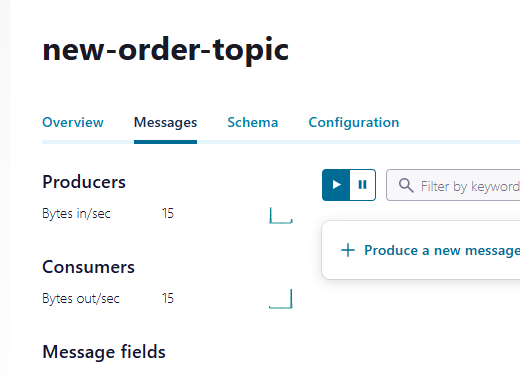 new-order-topic
Overview Messages Schema Configuration
Producers
Bytes in/sec 15
Filter by keyword
Produce a new message
Consumers
Bytes out/sec 15
Message fields